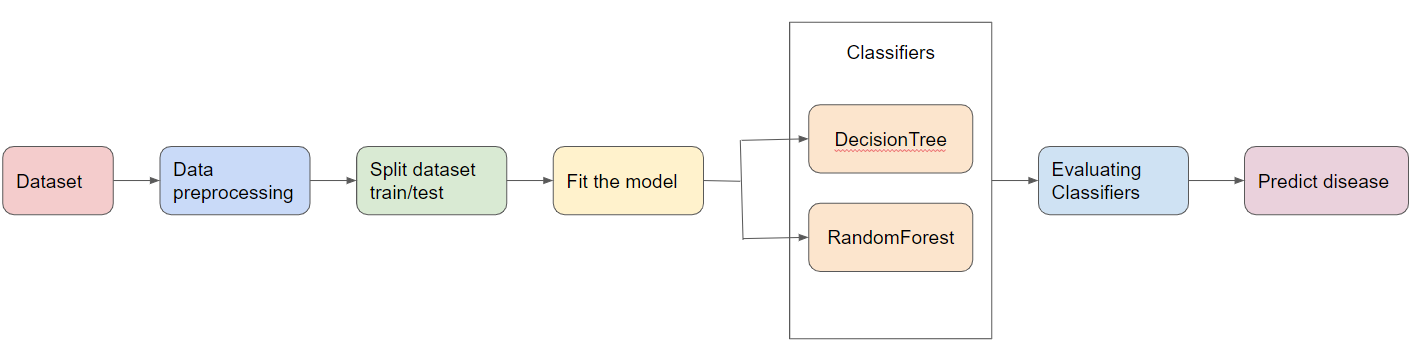 Dataset
Data
preprocessing
Split dataset
train/test
Fit the model
Classifiers
DecisionTree
RandomForest
Evaluating
Classifiers
Predict disease